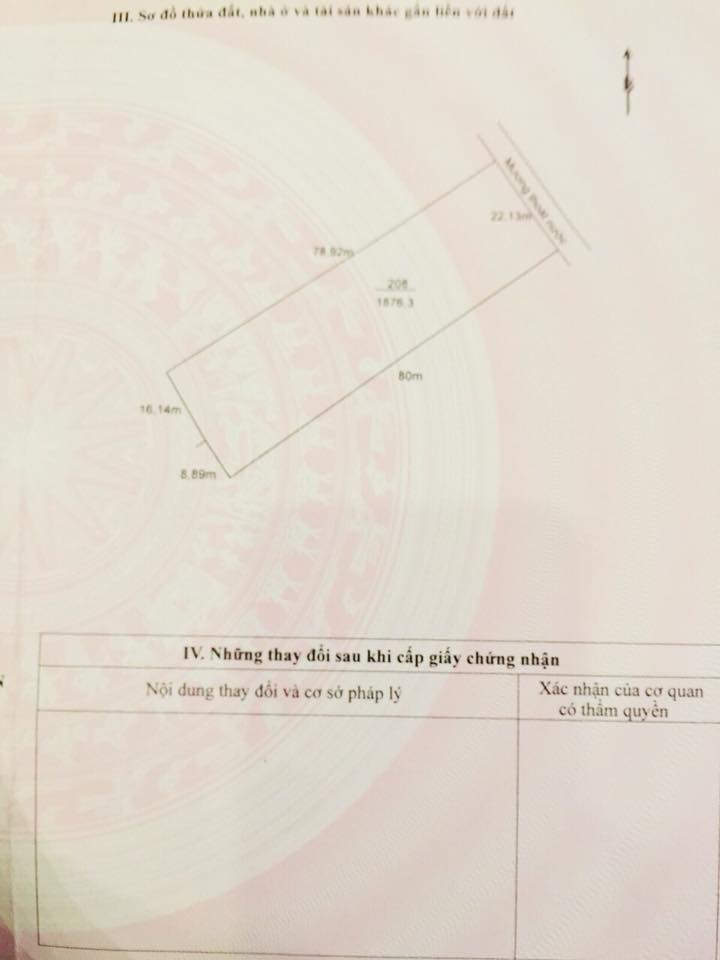 III. Sơ đồ thửa đất, nhà ở và tài sản khác gắn liền với đất
Mương thoát nước
22,13m
78,92m
208
1876,3
80m
16,14m
8,89m
IV. Những thay đổi sau khi cấp giấy chứng nhận
Nội dung thay đổi và cơ sở pháp lý
Xác nhận của cơ quan
có thẩm quyền